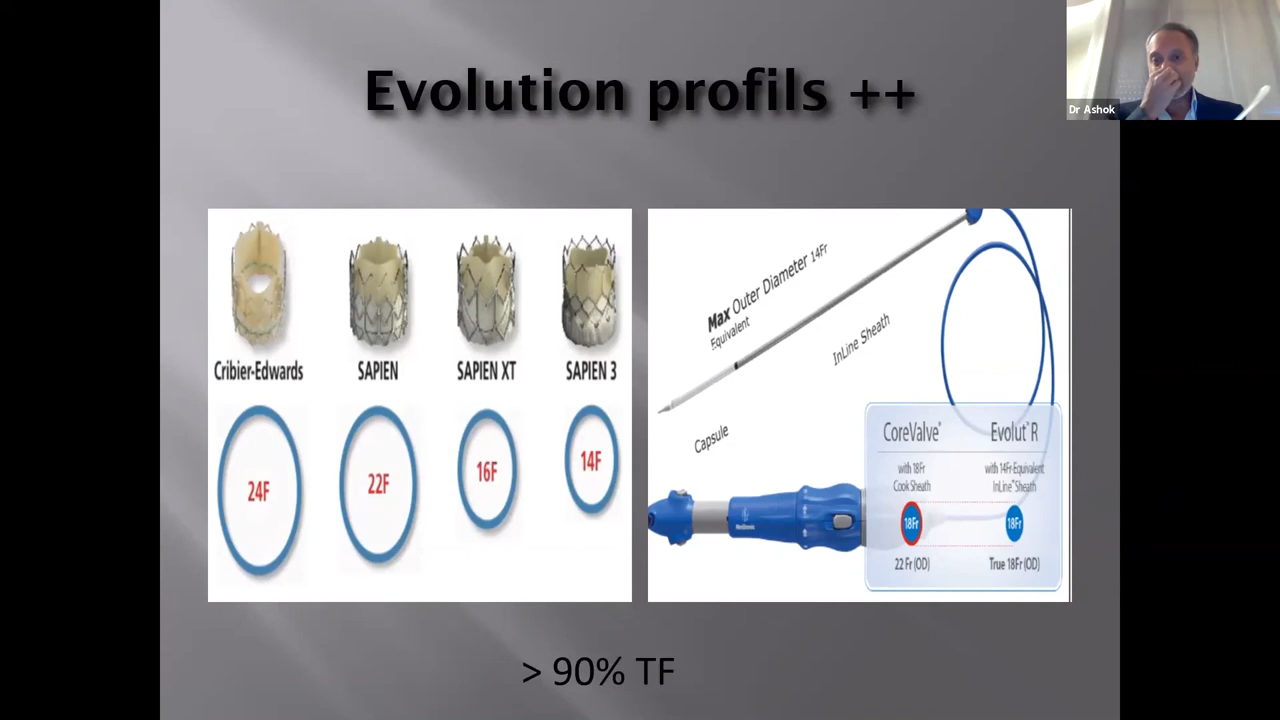 Evolution profils ++
Dr Ashok
Cribier-Edwards
SAPIEN
SAPIEN XT
SAPIEN 3
24F
22F
16F
14F
Max Outer Diameter 14Fr
Equivalent
InLine Sheath
Capsule
CoreValve®
Evolut® R
with 18Fr
Cook Sheath
with 14Fr-Equivalent
InLine™ Sheath
18Fr
18Fr
22 Fr (OD)
True 18Fr (OD)
Medtronic
> 90% TF